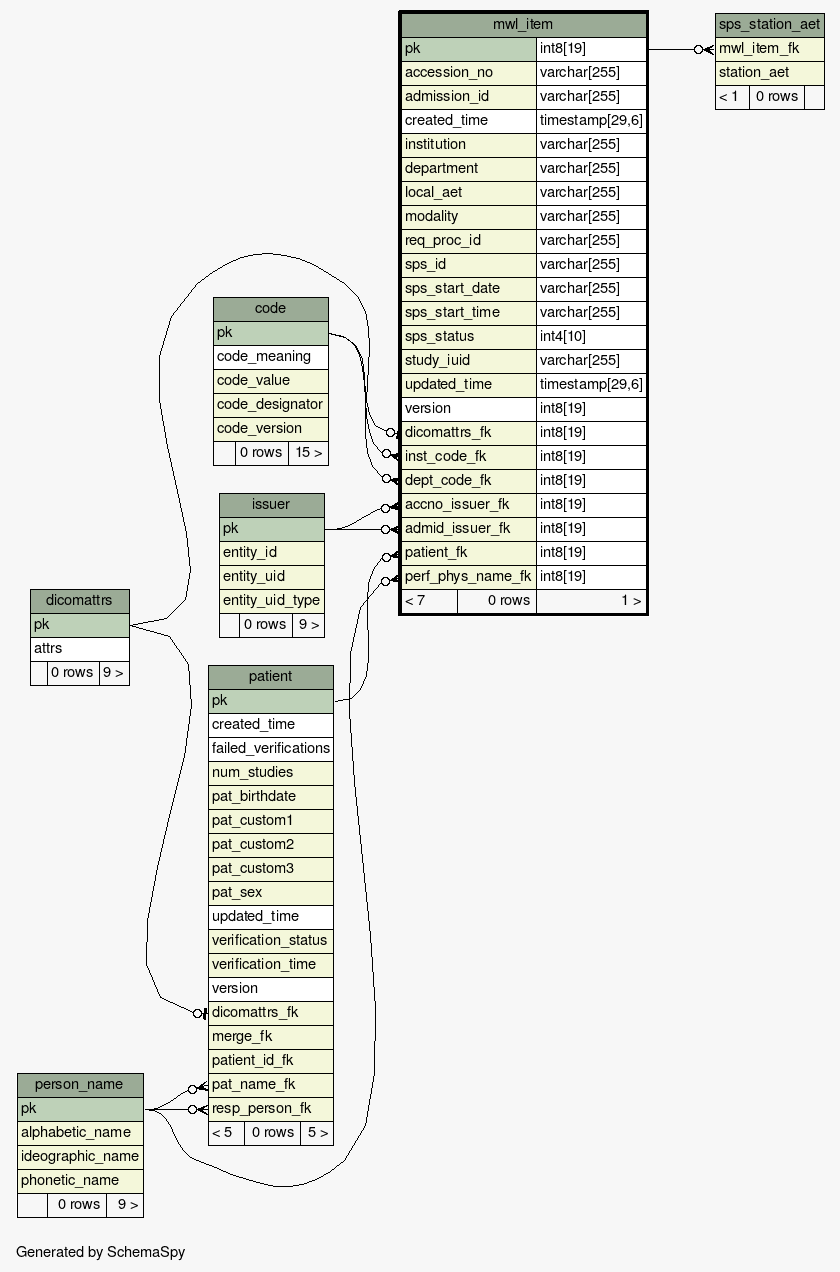 mwl_item
pk int8[19]
accession_no varchar[255]
admission_id varchar[255]
created_time timestamp[29,6]
institution varchar[255]
department varchar[255]
local_aet varchar[255]
modality varchar[255]
req_proc_id varchar[255]
sps_id varchar[255]
sps_start_date varchar[255]
sps_start_time varchar[255]
sps_status int4[10]
study_iuid varchar[255]
updated_time timestamp[29,6]
version int8[19]
dicomattrs_fk int8[19]
inst_code_fk int8[19]
dept_code_fk int8[19]
accno_issuer_fk int8[19]
admid_issuer_fk int8[19]
patient_fk int8[19]
perf_phys_name_fk int8[19]
< 7 0 rows 1 >
sps_station_aet
mwl_item_fk
station_aet
< 1 0 rows
code
pk
code_meaning
code_value
code_designator
code_version
0 rows 15 >
issuer
pk
entity_id
entity_uid
entity_uid_type
0 rows 9 >
dicomattrs
pk
attrs
0 rows 9 >
patient
pk
created_time
failed_verifications
num_studies
pat_birthdate
pat_custom1
pat_custom2
pat_custom3
pat_sex
updated_time
verification_status
verification_time
version
dicomattrs_fk
merge_fk
patient_id_fk
pat_name_fk
resp_person_fk
< 5 0 rows 5 >
person_name
pk
alphabetic_name
ideographic_name
phonetic_name
0 rows 9 >
Generated by SchemaSpy